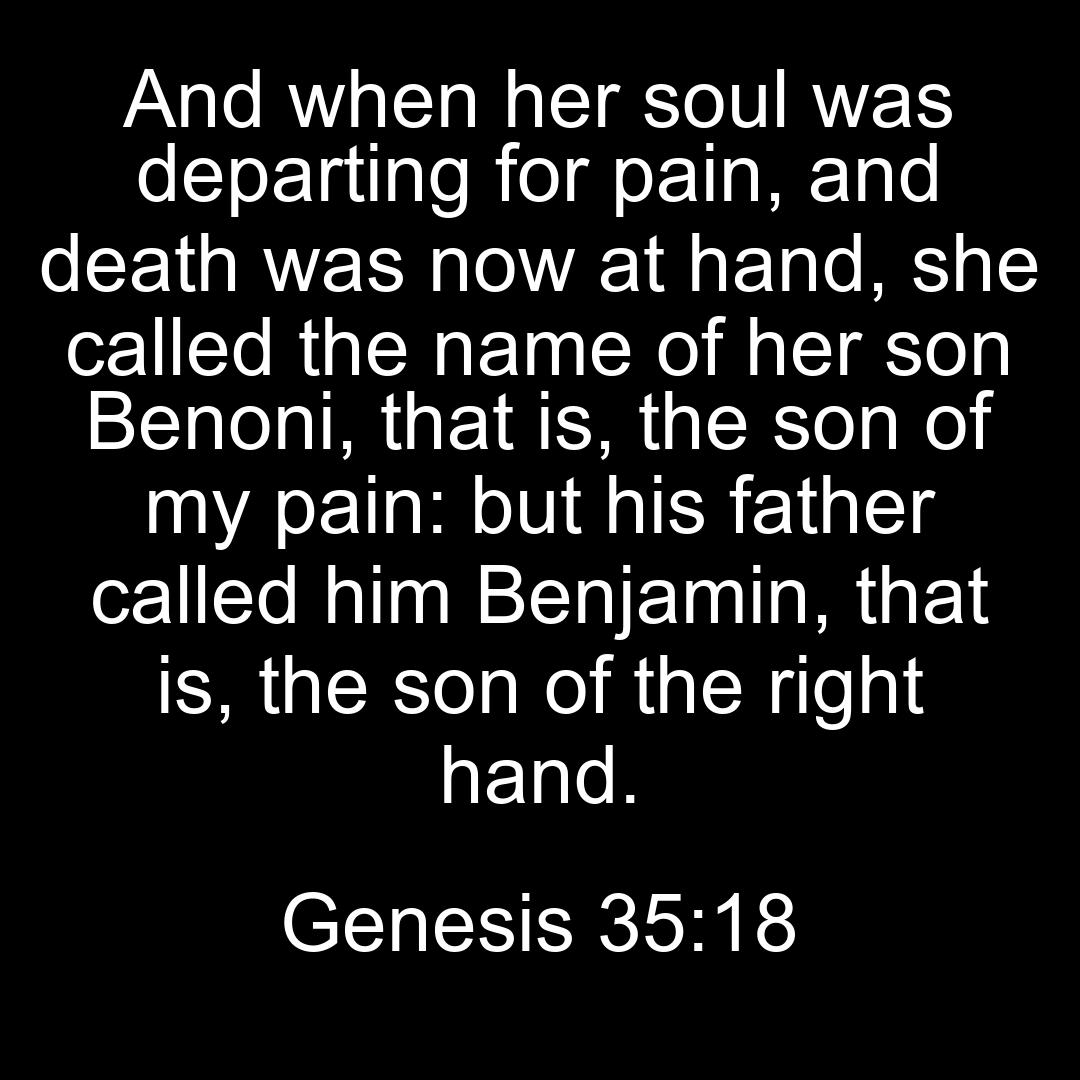 And when her soul was
departing for pain, and
death was now at hand, she
called the name of her son
Benoni, that is, the son of
my pain: but his father
called him Benjamin, that
is, the son of the right
hand.
Genesis 35:18